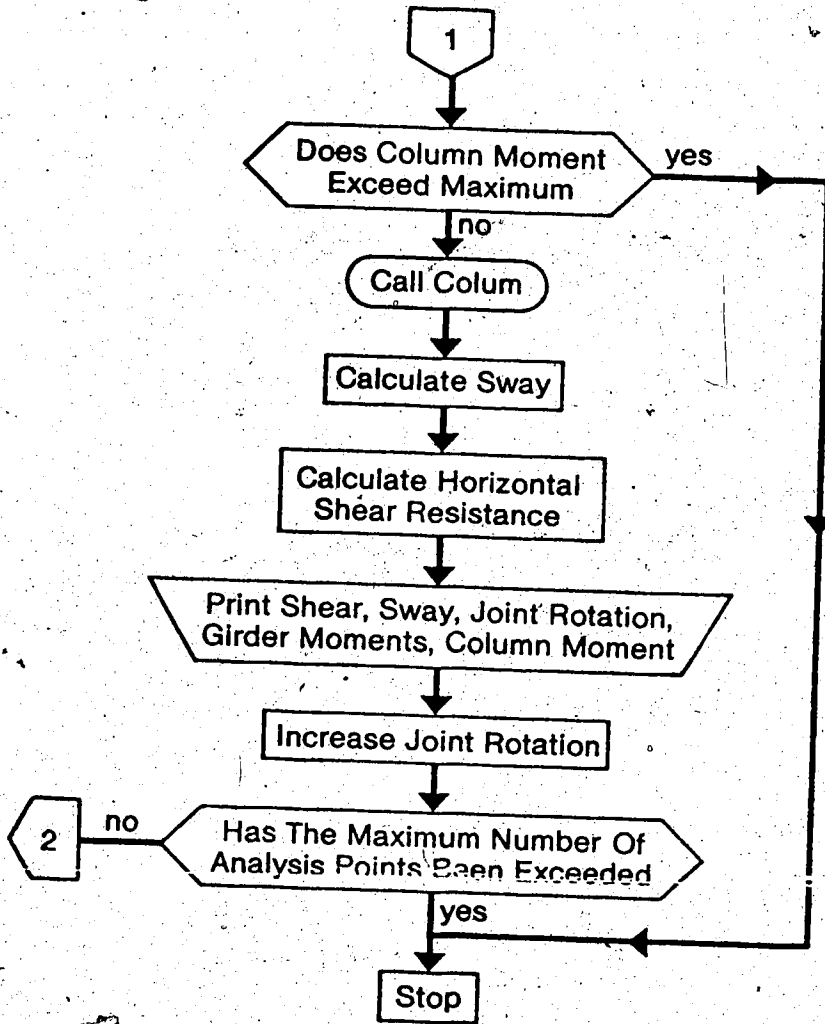 1
Does Column Moment
Exceed Maximum
yes
no
Call Colum
Calculate Sway
Calculate Horizontal
Shear Resistance
Print Shear, Sway, Joint Rotation,
Girder Moments, Column Moment
Increase Joint Rotation
2
no
Has The Maximum Number Of
Analysis Points Been Exceeded
yes
Stop